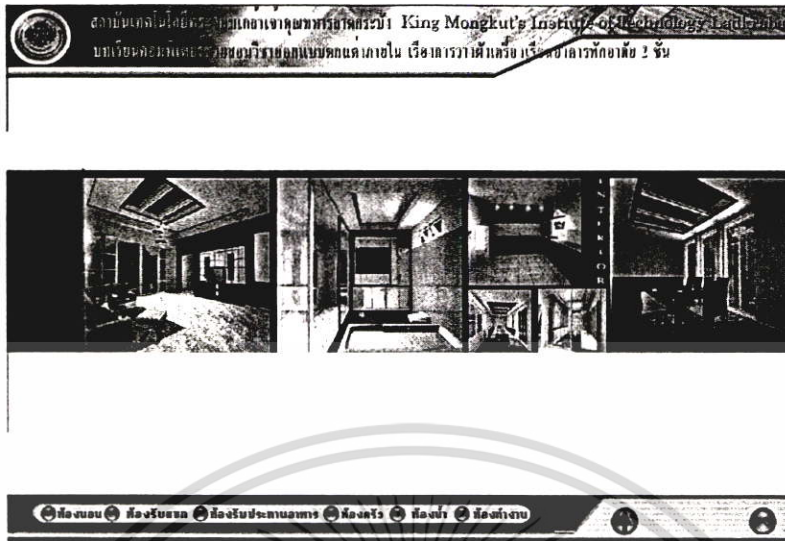 สถาบันเทคโนโลยีพระจอมเกล้าเจ้าคุณทหารลาดกระบัง King Mongkut's Institute of Technology Ladkrabang
บทเรียนคอมพิวเตอร์ช่วยสอนวิชาออกแบบตกแต่งภายใน เรื่องการวางผังเครื่องเรือนอาคารพักอาศัย 2 ชั้น
INTERIOR
ห้องนอน ห้องรับแขก ห้องรับประทานอาหาร ห้องครัว ห้องน้ำ ห้องทำงาน